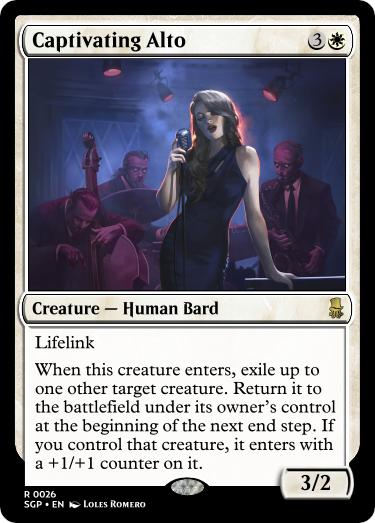 Captivating Alto 3
Creature — Human Bard
Lifelink
When this creature enters, exile up to
one other target creature. Return it to
the battlefield under its owner's control
at the beginning of the next end step. If
you control that creature, it enters with
a +1/+1 counter on it.
3/2
R 0026
SGP • EN Loles Romero